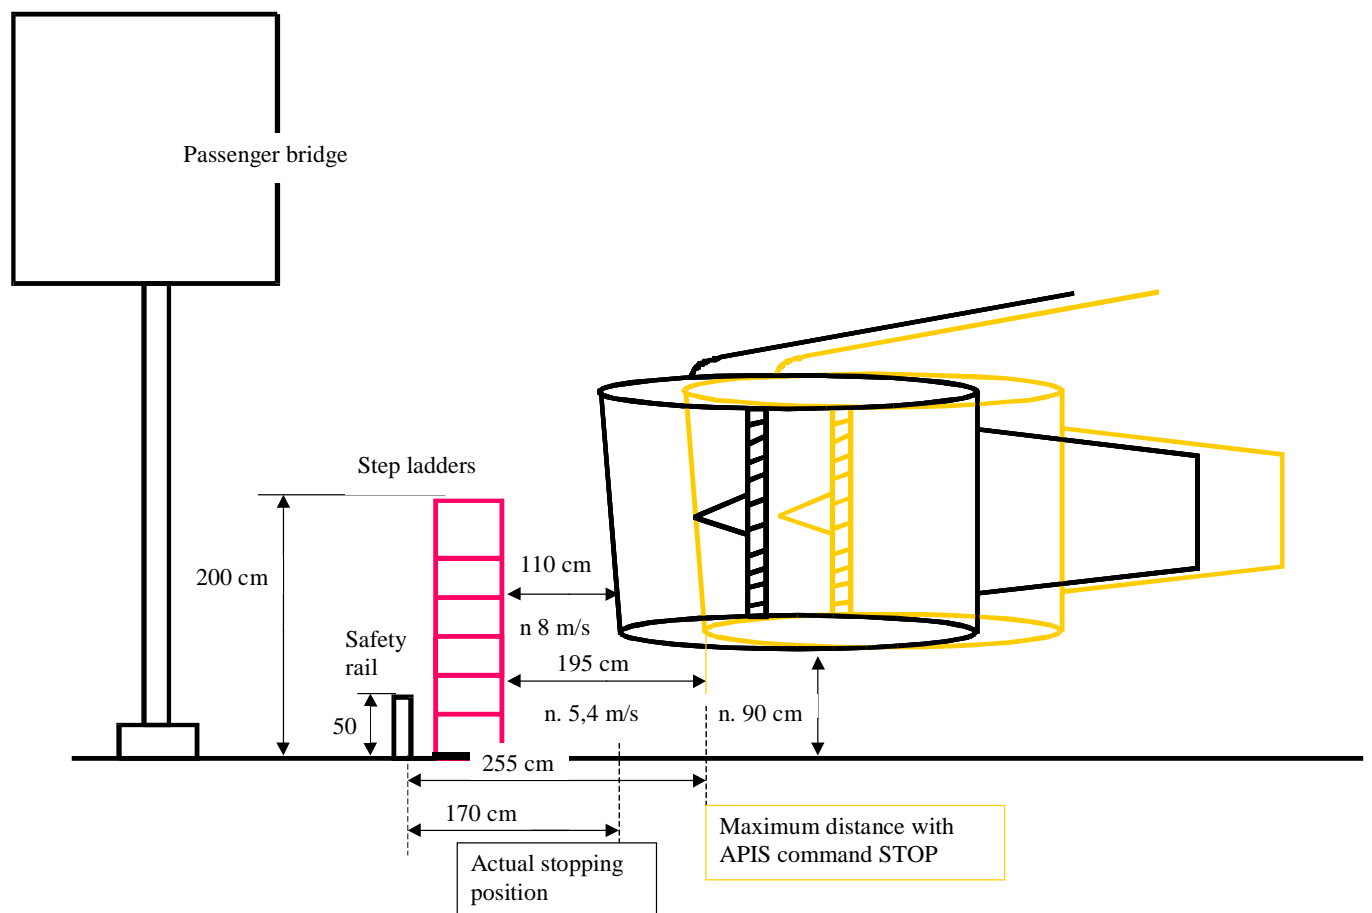 Passenger bridge
Step ladders
110 cm
200 cm
n 8 m/s
Safety
rail
195 cm
50
n. 5,4 m/s
n. 90 cm
255 cm
170 cm
Maximum distance with
APIS command STOP
Actual stopping
position